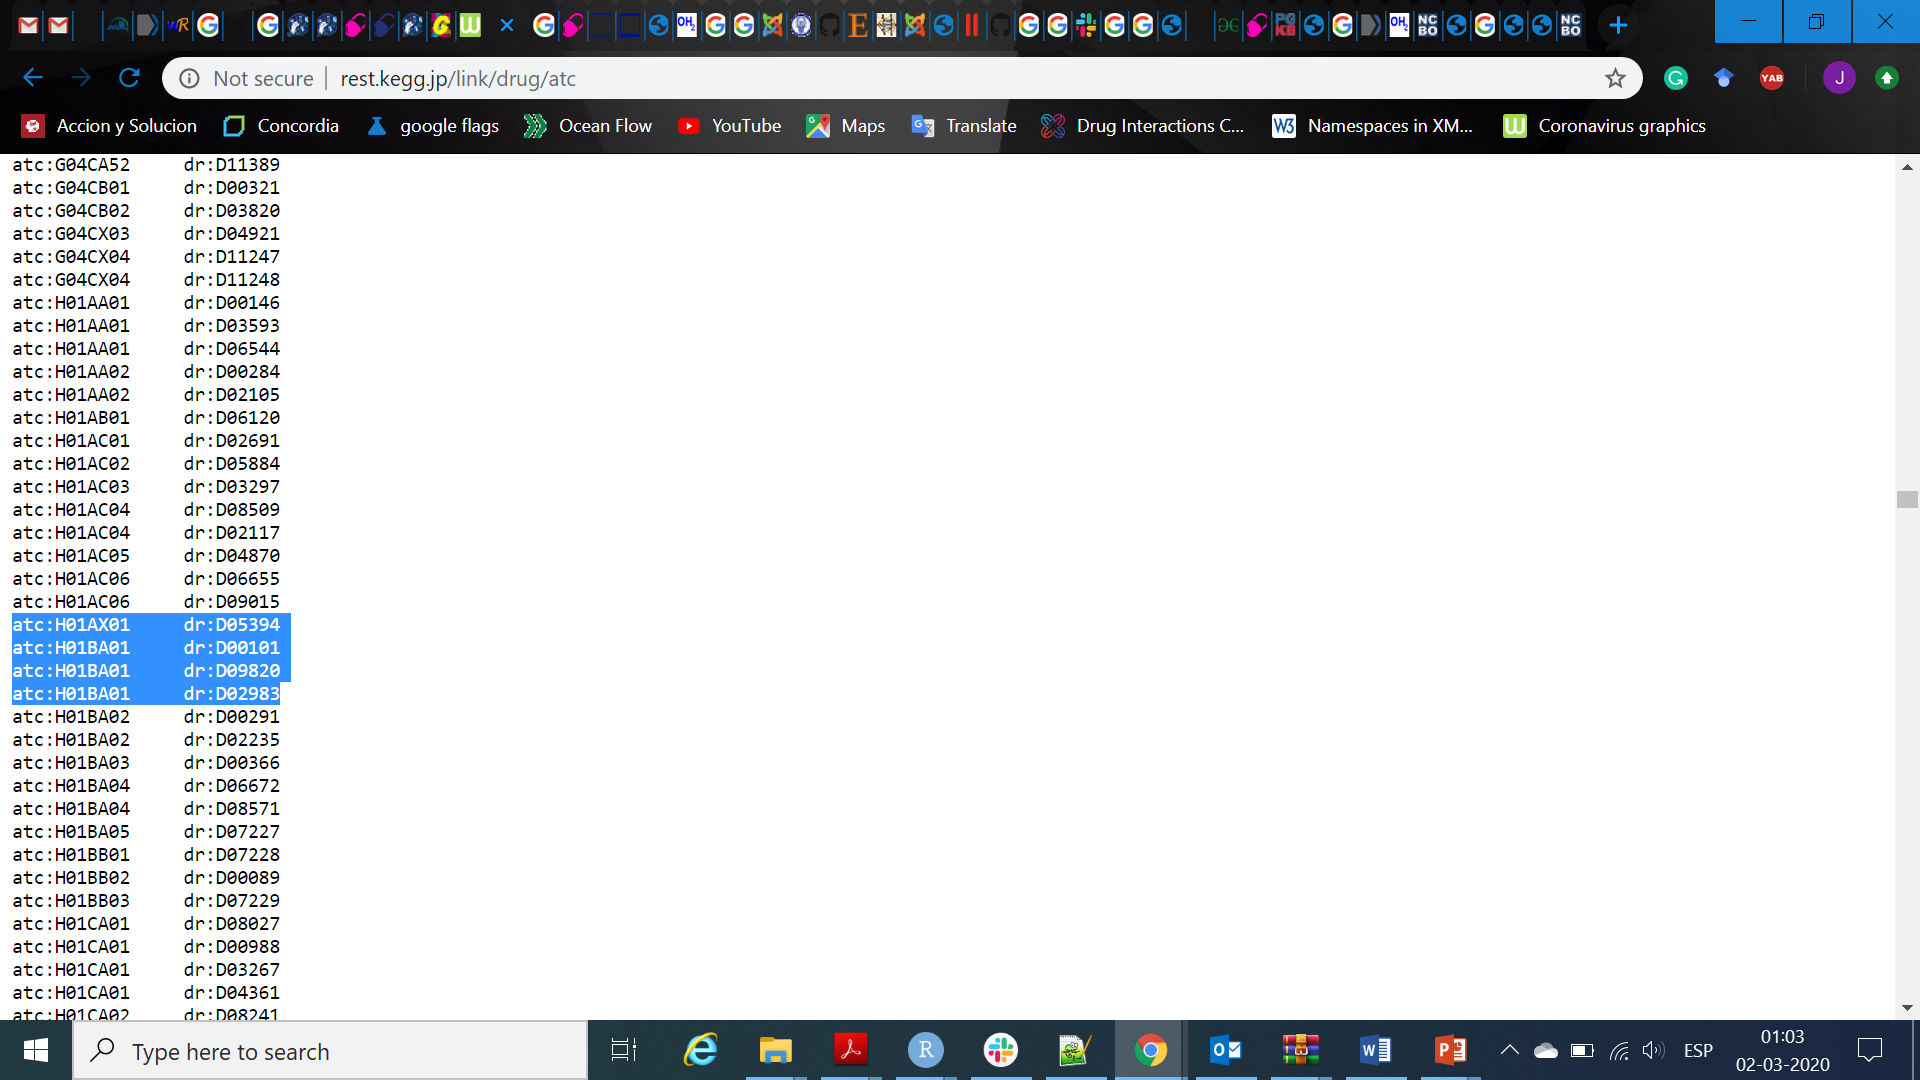 Not secure rest.kegg.jp/link/drug/atc
YAB J
Accion y Solucion Concordia google flags Ocean Flow YouTube Maps Translate Drug Interactions C... Namespaces in XM... Coronavirus graphics
atc:G04CA52 dr:D11389
atc:G04CB01 dr:D00321
atc:G04CB02 dr:D03820
atc:G04CX03 dr:D04921
atc:G04CX04 dr:D11247
atc:G04CX04 dr:D11248
atc:H01AA01 dr:D00146
atc:H01AA01 dr:D03593
atc:H01AA01 dr:D06544
atc:H01AA02 dr:D00284
atc:H01AA02 dr:D02105
atc:H01AB01 dr:D06120
atc:H01AC01 dr:D02691
atc:H01AC02 dr:D05884
atc:H01AC03 dr:D03297
atc:H01AC04 dr:D08509
atc:H01AC04 dr:D02117
atc:H01AC05 dr:D04870
atc:H01AC06 dr:D06655
atc:H01AC06 dr:D09015
atc:H01AX01 dr:D05394
atc:H01BA01 dr:D00101
atc:H01BA01 dr:D09820
atc:H01BA01 dr:D02983
atc:H01BA02 dr:D00291
atc:H01BA02 dr:D02235
atc:H01BA03 dr:D00366
atc:H01BA04 dr:D06672
atc:H01BA04 dr:D08571
atc:H01BA05 dr:D07227
atc:H01BB01 dr:D07228
atc:H01BB02 dr:D00089
atc:H01BB03 dr:D07229
atc:H01CA01 dr:D08027
atc:H01CA01 dr:D00988
atc:H01CA01 dr:D03267
atc:H01CA01 dr:D04361
atc:H01CA02 dr:D08241
Type here to search
ESP
01:03
02-03-2020